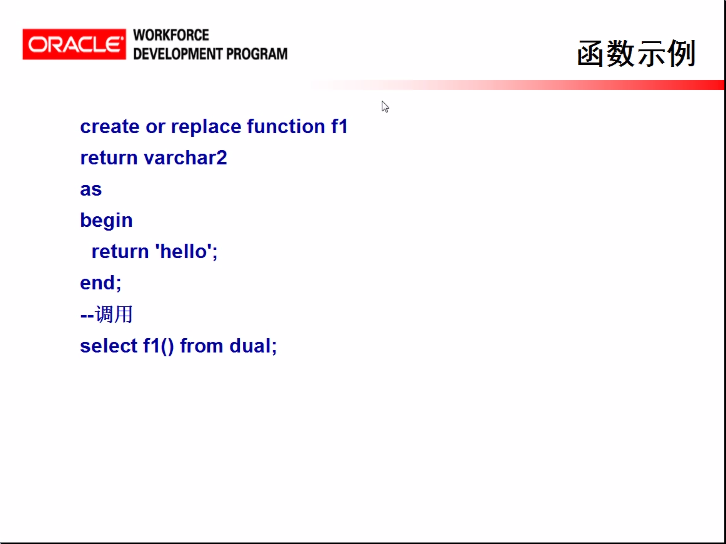 ORACLE
WORKFORCE
DEVELOPMENT PROGRAM
函数示例
create or replace function f1
return varchar2
as
begin
  return 'hello';
end;
--调用
select f1() from dual;